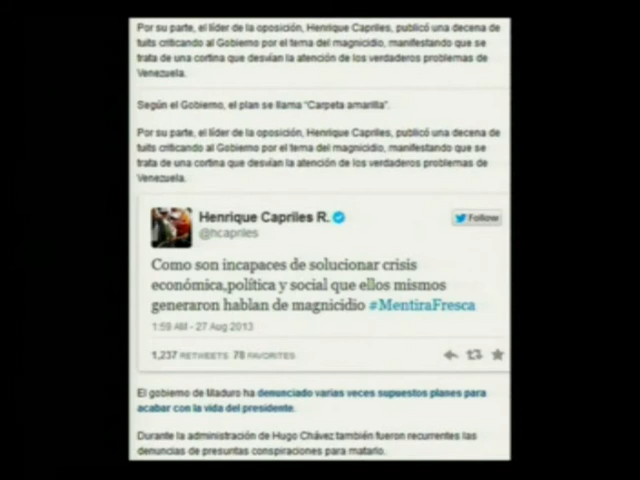 Por su parte, el líder de la oposición, Henrique Capriles, publicó una decena de
tuits criticando al Gobierno por el tema del magnicidio, manifestando que se
trata de una cortina que desvían la atención de los verdaderos problemas de
Venezuela.
Según el Gobierno, el plan se llama "Carpeta amarilla".
Por su parte, el líder de la oposición, Henrique Capriles, publicó una decena de
tuits criticando al Gobierno por el tema del magnicidio, manifestando que se
trata de una cortina que desvían la atención de los verdaderos problemas de
Venezuela.
Henrique Capriles R.
Follow
@hcapriles
Como son incapaces de solucionar crisis
económica,política y social que ellos mismos
generaron hablan de magnicidio #MentiraFresca
1:59 AM - 27 Aug 2013
1,237 RETWEETS 78 FAVORITES
El gobierno de Maduro ha denunciado varias veces supuestos planes para
acabar con la vida del presidente.
Durante la administración de Hugo Chávez también fueron recurrentes las
denuncias de presuntas conspiraciones para matarlo.